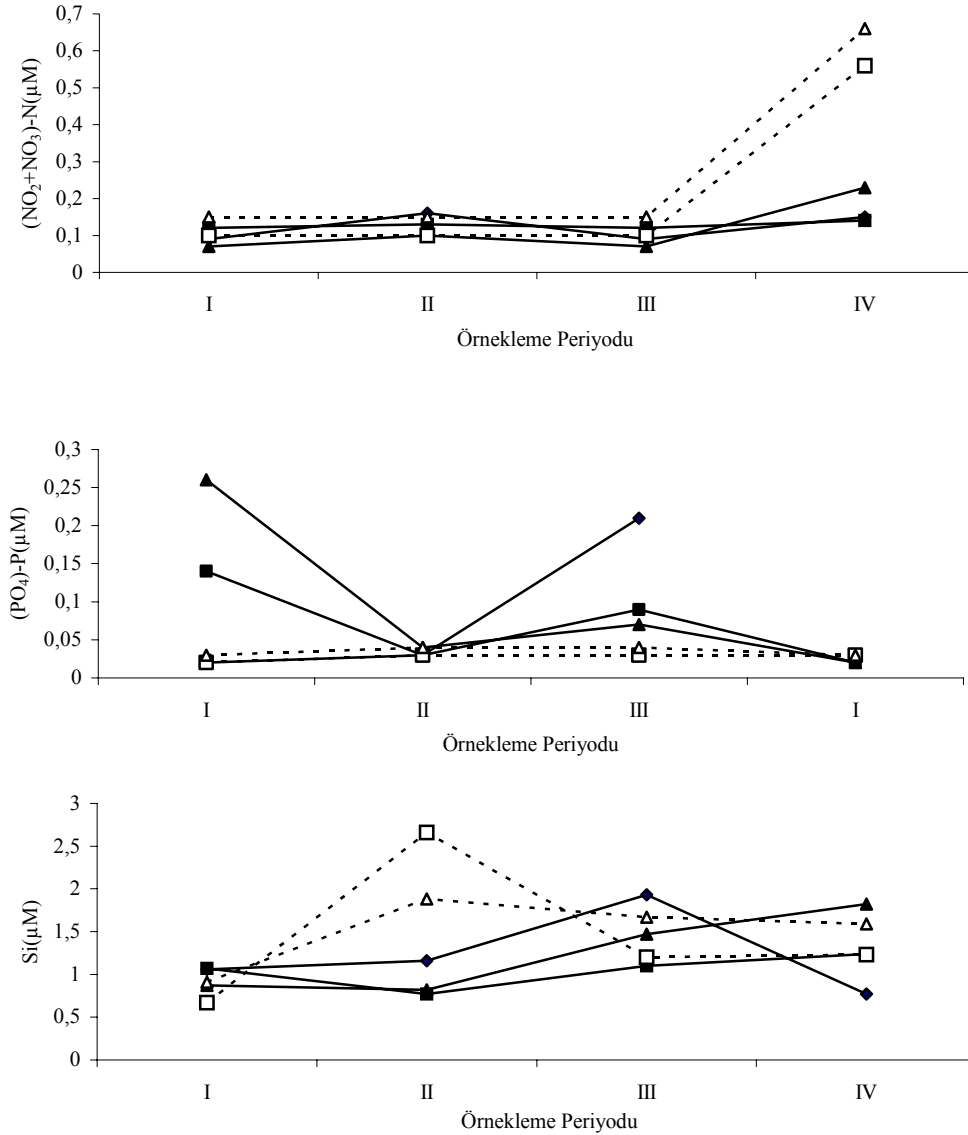 (NO2+NO3)-N(µM)
0,7
0,6
0,5
0,4
0,3
0,2
0,1
0
I II III IV
Örnekleme Periyodu
(PO4)-P(µM)
0,3
0,25
0,2
0,15
0,1
0,05
0
I II III I
Örnekleme Periyodu
Si(µM)
3
2,5
2
1,5
1
0,5
0
I II III IV
Örnekleme Periyodu